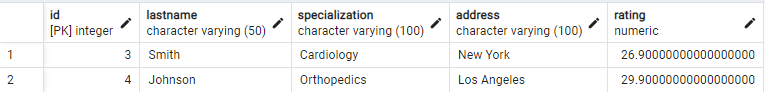 id lastname specialization address rating
[PK] integer character varying (50) character varying (100) character varying (100) numeric
1 3 Smith Cardiology New York 26.90000000000000000
2 4 Johnson Orthopedics Los Angeles 29.90000000000000000